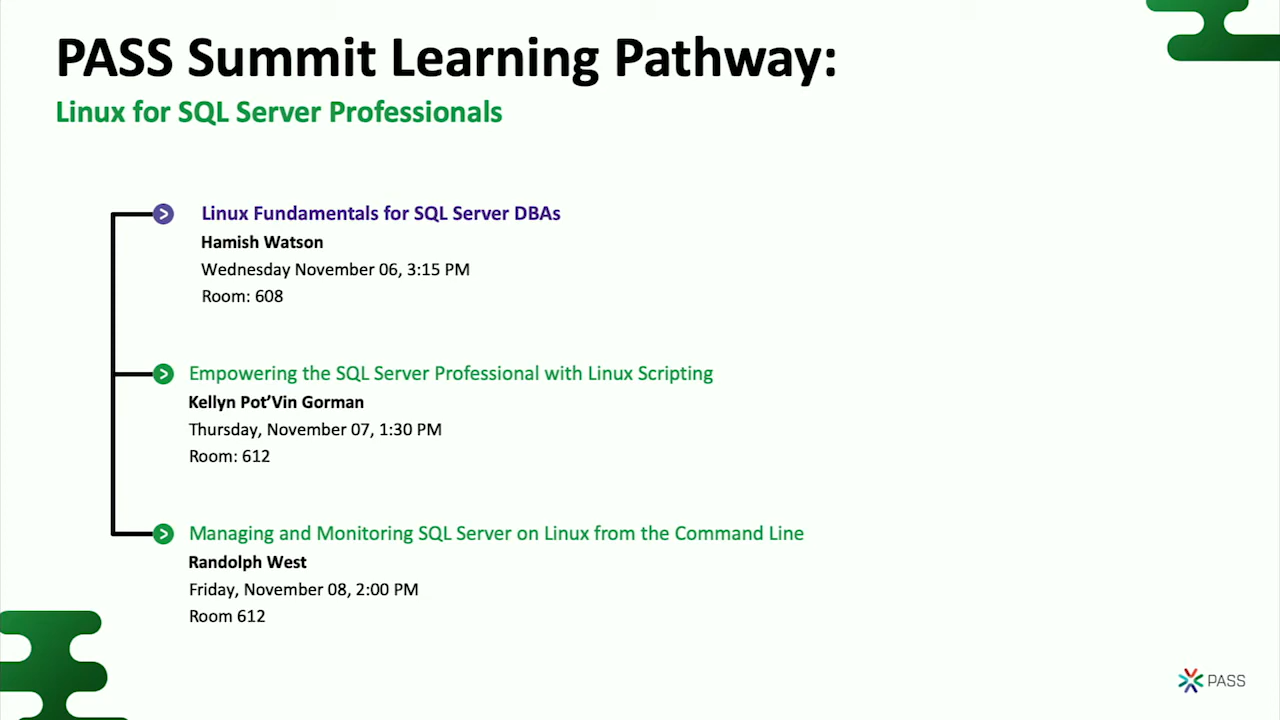 PASS Summit Learning Pathway:
Linux for SQL Server Professionals
Linux Fundamentals for SQL Server DBAs
Hamish Watson
Wednesday November 06, 3:15 PM
Room: 608
Empowering the SQL Server Professional with Linux Scripting
Kellyn Pot’Vin Gorman
Thursday, November 07, 1:30 PM
Room: 612
Managing and Monitoring SQL Server on Linux from the Command Line
Randolph West
Friday, November 08, 2:00 PM
Room 612
PASS